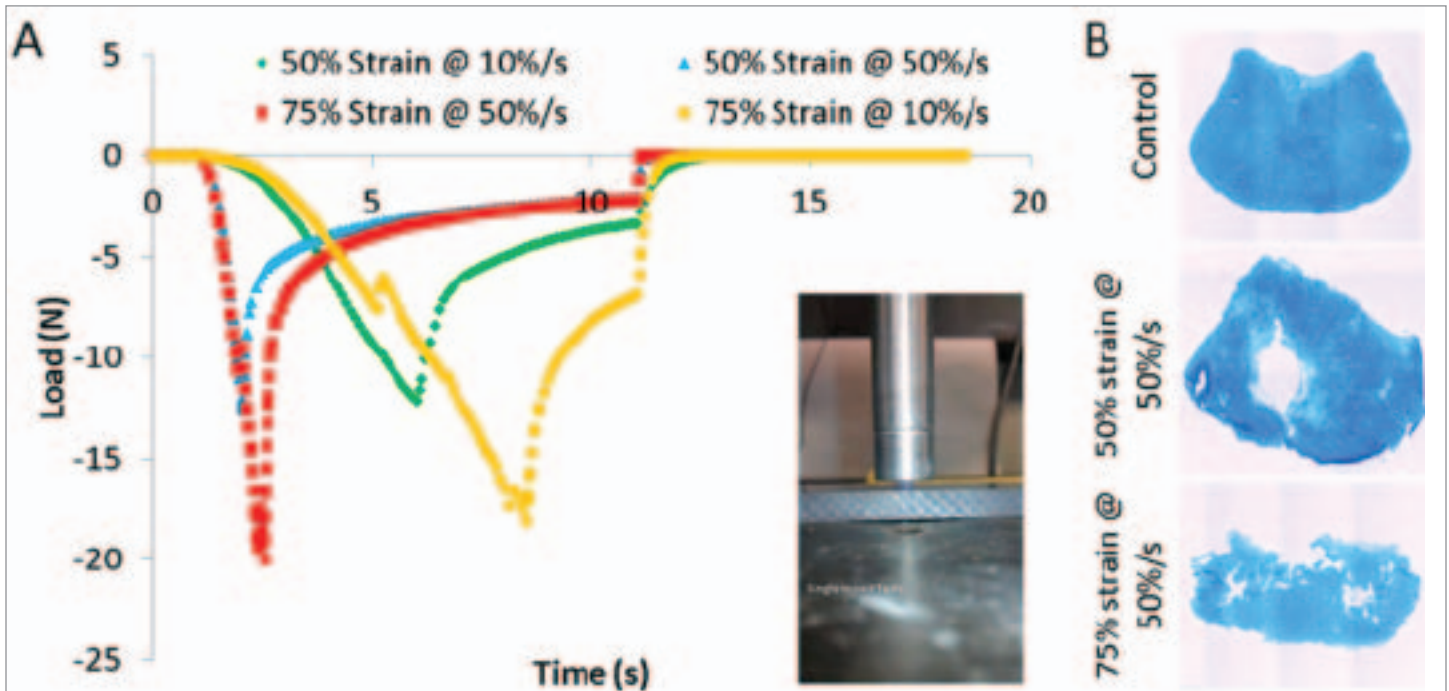 A
5
50% Strain @ 10%/s
50% Strain @ 50%/s
75% Strain @ 50%/s
75% Strain @ 10%/s
0
0
5
10
15
20
-5
-10
-15
-20
-25
Load (N)
Time (s)
B
Control
50% strain @
50%/s
75% strain @
50%/s